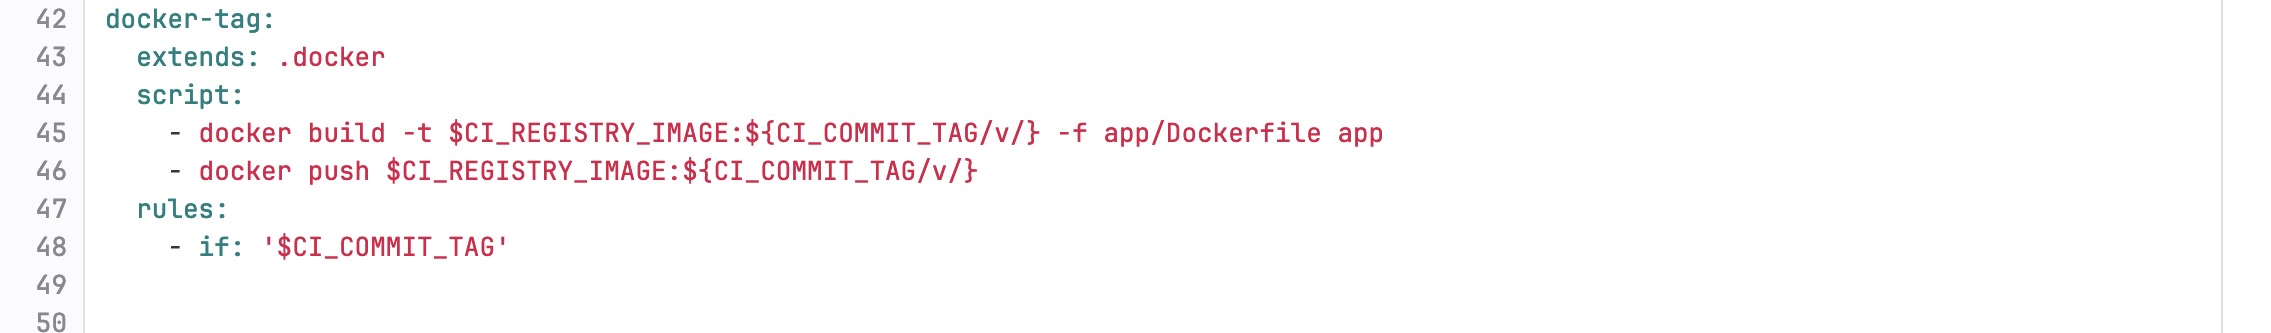 42 docker-tag:
43 extends: .docker
44 script:
45 - docker build -t $CI_REGISTRY_IMAGE:${CI_COMMIT_TAG/v/} -f app/Dockerfile app
46 - docker push $CI_REGISTRY_IMAGE:${CI_COMMIT_TAG/v/}
47 rules:
48 - if: '$CI_COMMIT_TAG'
49
50